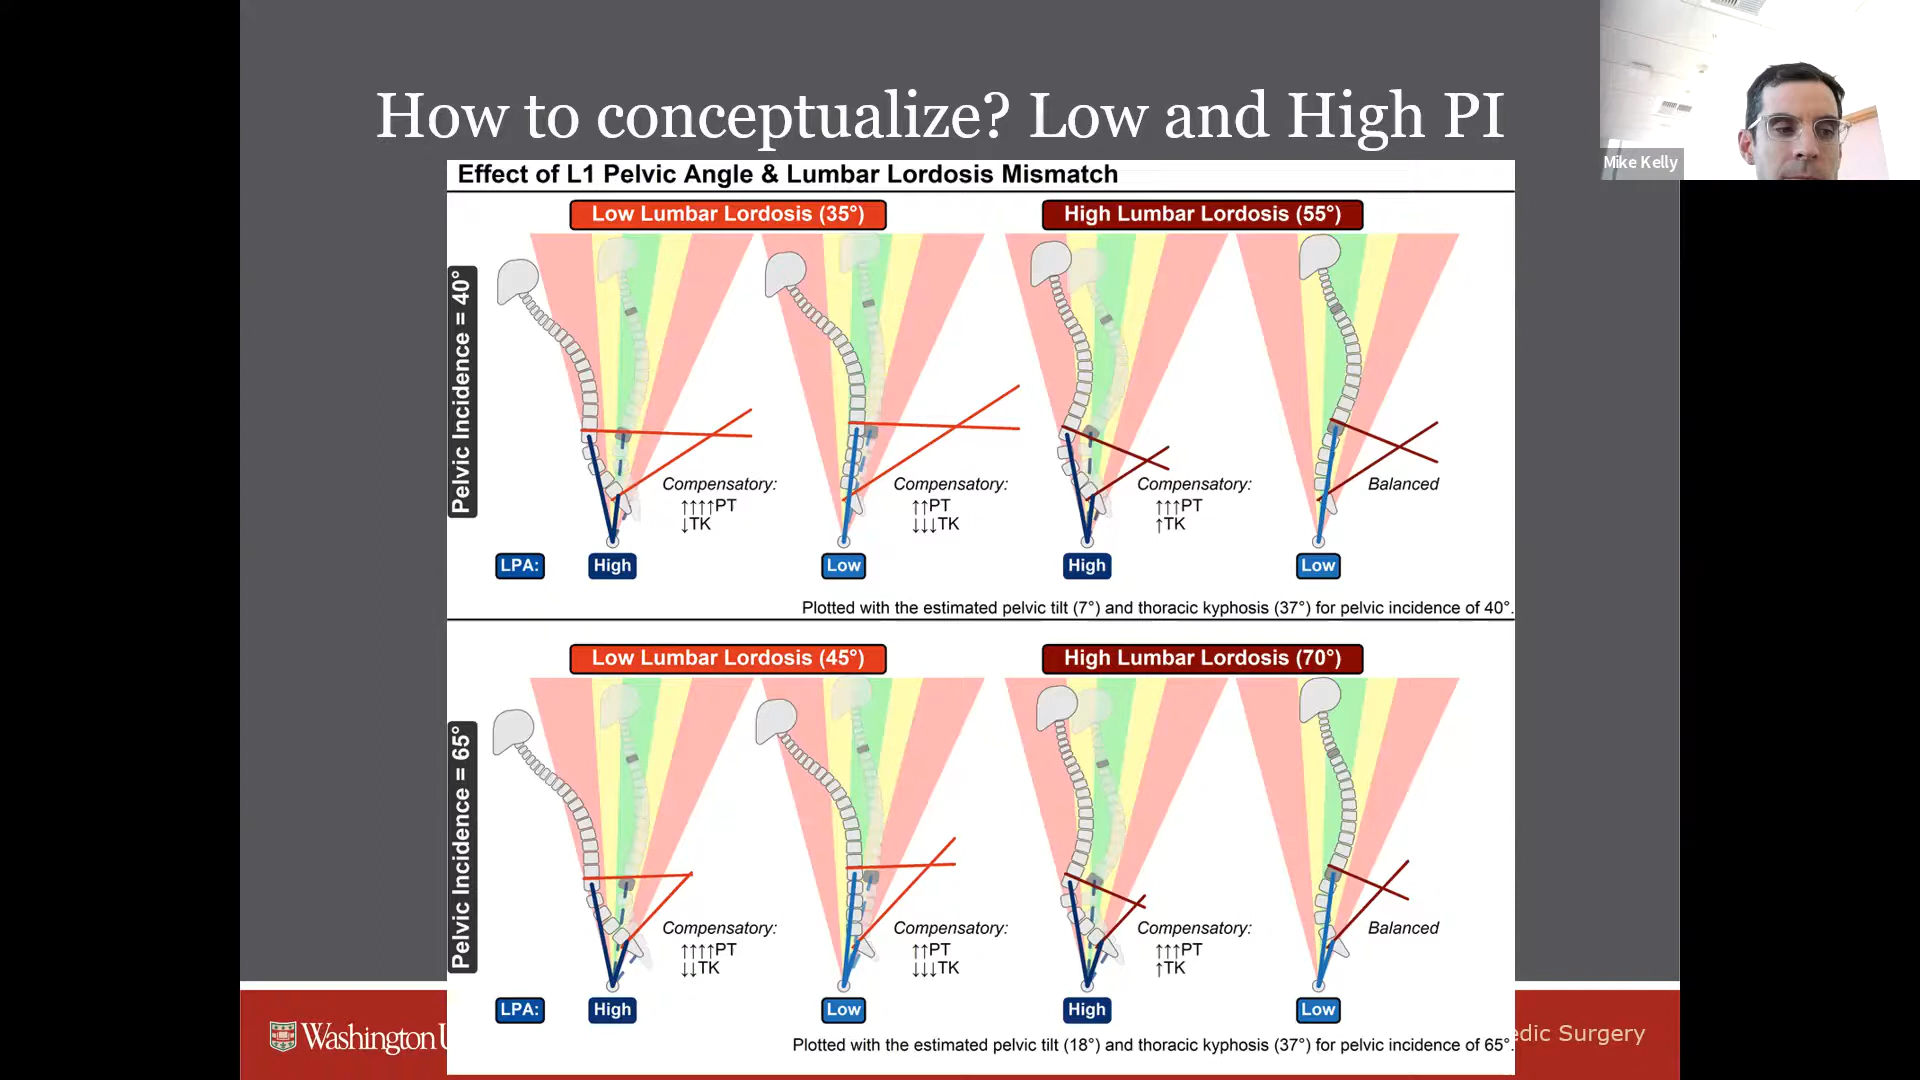 How to conceptualize? Low and High PI
Mike Kelly
Effect of L1 Pelvic Angle & Lumbar Lordosis Mismatch
Low Lumbar Lordosis (35°)
High Lumbar Lordosis (55°)
Pelvic Incidence = 40°
Compensatory:
↑↑↑↑PT
↓TK
Compensatory:
↑↑PT
↓↓↓TK
Compensatory:
↑↑↑PT
↑TK
Balanced
LPA:
High
Low
High
Low
Plotted with the estimated pelvic tilt (7°) and thoracic kyphosis (37°) for pelvic incidence of 40°.
Low Lumbar Lordosis (45°)
High Lumbar Lordosis (70°)
Pelvic Incidence = 65°
Compensatory:
↑↑↑↑PT
↓↓TK
Compensatory:
↑↑PT
↓↓↓TK
Compensatory:
↑↑↑PT
↑TK
Balanced
LPA:
High
Low
High
Low
Plotted with the estimated pelvic tilt (18°) and thoracic kyphosis (37°) for pelvic incidence of 65°.
Washington U
edic Surgery